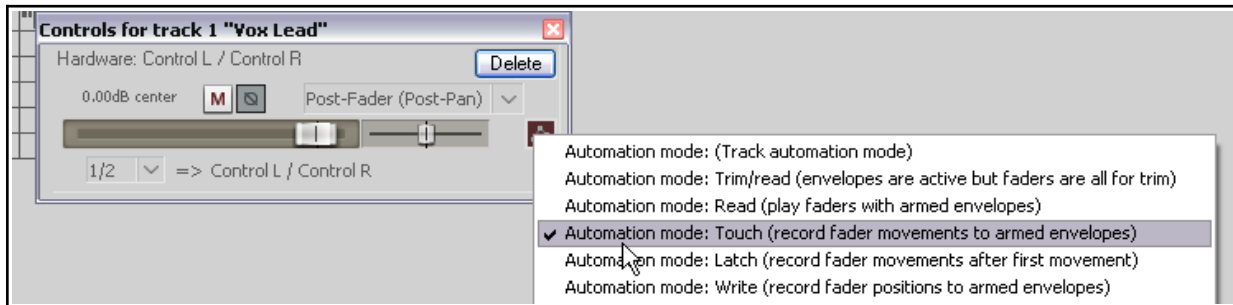 Controls for track 1 "Vox Lead"
Hardware: Control L / Control R
Delete
0.00dB center
M
Post-Fader (Post-Pan)
1/2 => Control L / Control R
Automation mode: (Track automation mode)
Automation mode: Trim/read (envelopes are active but faders are all for trim)
Automation mode: Read (play faders with armed envelopes)
Automation mode: Touch (record fader movements to armed envelopes)
Automation mode: Latch (record fader movements after first movement)
Automation mode: Write (record fader positions to armed envelopes)